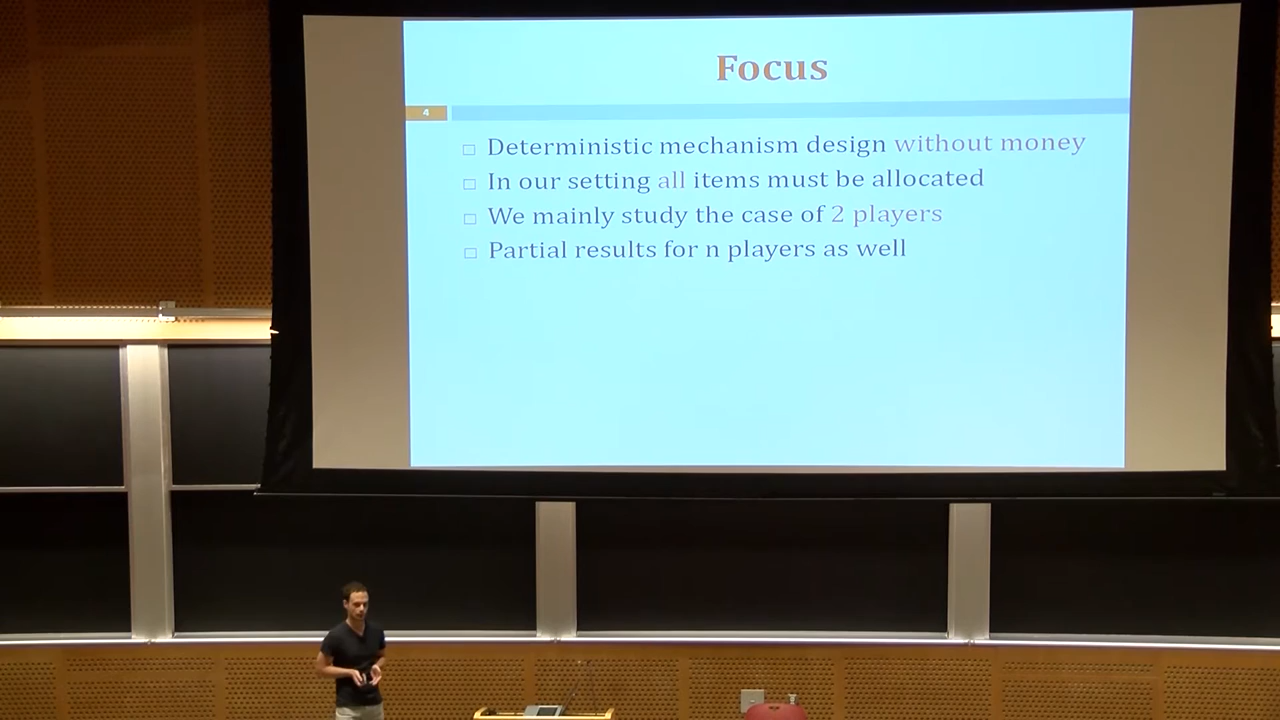 Focus
4
□ Deterministic mechanism design without money
□ In our setting all items must be allocated
□ We mainly study the case of 2 players
□ Partial results for n players as well